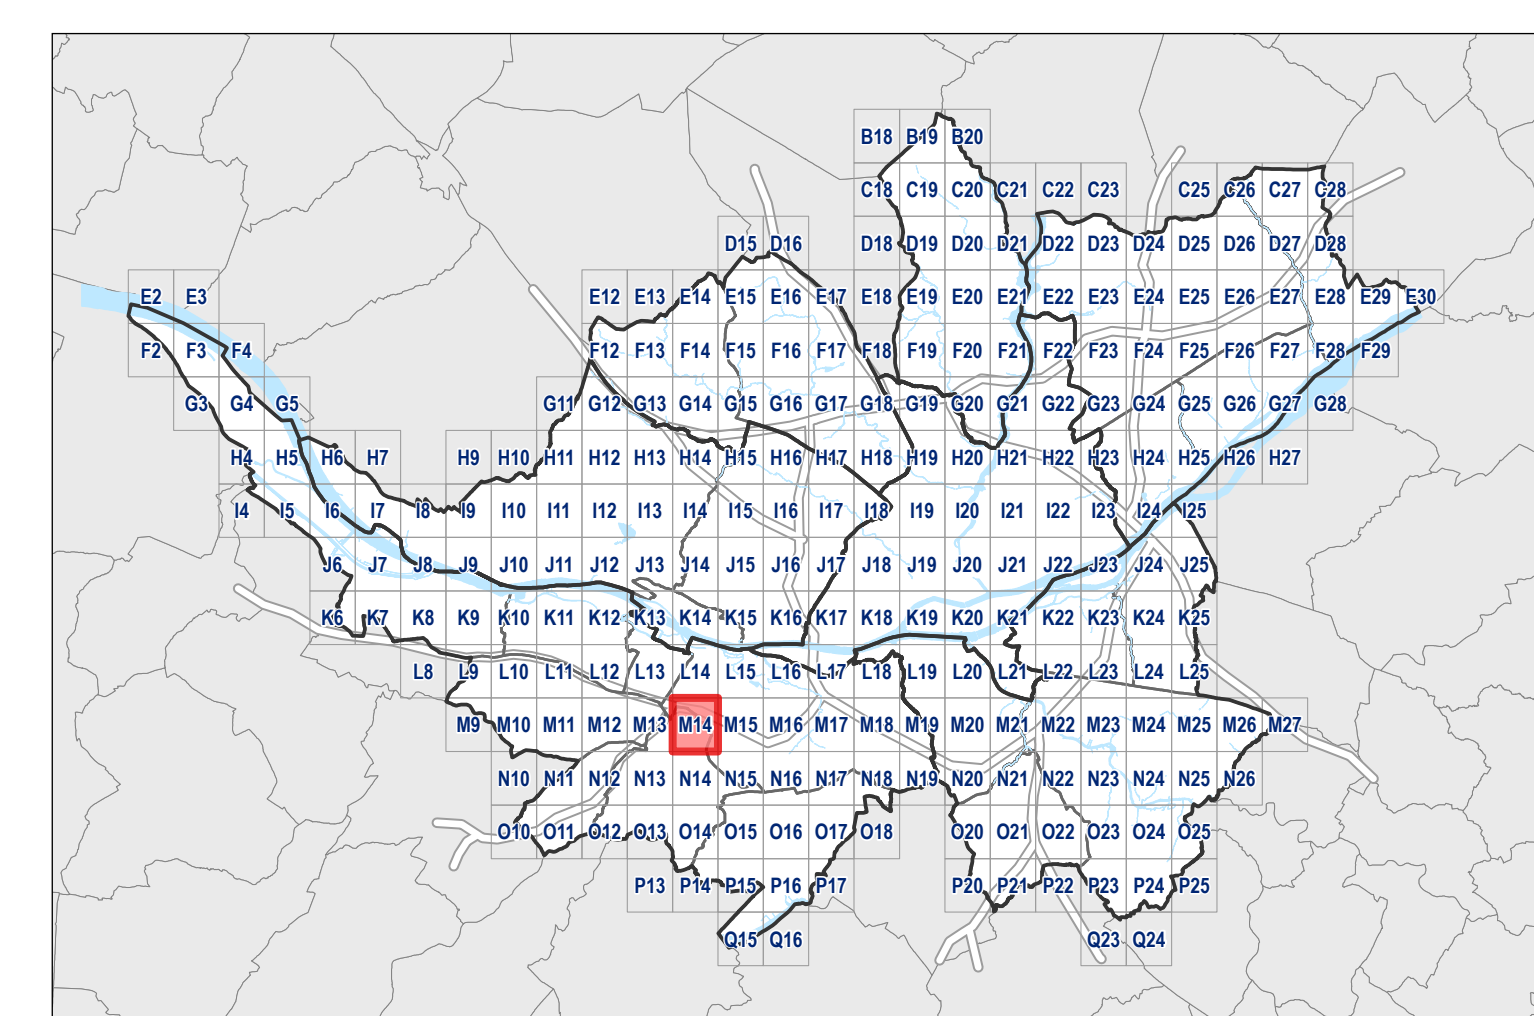 B18 B19 B20
C18 C19 C20 C21 C22 C23 C25 C26 C27 C28
D15 D16 D18 D19 D20 D21 D22 D23 D24 D25 D26 D27 D28
E2 E3 E12 E13 E14 E15 E16 E17 E18 E19 E20 E21 E22 E23 E24 E25 E26 E27 E28 E29 E30
F2 F3 F4 F12 F13 F14 F15 F16 F17 F18 F19 F20 F21 F22 F23 F24 F25 F26 F27 F28 F29
G3 G4 G5 G11 G12 G13 G14 G15 G16 G17 G18 G19 G20 G21 G22 G23 G24 G25 G26 G27 G28
H4 H5 H6 H7 H9 H10 H11 H12 H13 H14 H15 H16 H17 H18 H19 H20 H21 H22 H23 H24 H25 H26 H27
I4 I5 I6 I7 I8 I9 I10 I11 I12 I13 I14 I15 I16 I17 I18 I19 I20 I21 I22 I23 I24 I25
J6 J7 J8 J9 J10 J11 J12 J13 J14 J15 J16 J17 J18 J19 J20 J21 J22 J23 J24 J25
K6 K7 K8 K9 K10 K11 K12 K13 K14 K15 K16 K17 K18 K19 K20 K21 K22 K23 K24 K25
L8 L9 L10 L11 L12 L13 L14 L15 L16 L17 L18 L19 L20 L21 L22 L23 L24 L25
M9 M10 M11 M12 M13 M14 M15 M16 M17 M18 M19 M20 M21 M22 M23 M24 M25 M26 M27
N10 N11 N12 N13 N14 N15 N16 N17 N18 N19 N20 N21 N22 N23 N24 N25 N26
O10 O11 O12 O13 O14 O15 O16 O17 O18 O20 O21 O22 O23 O24 O25
P13 P14 P15 P16 P17 P20 P21 P22 P23 P24 P25
Q15 Q16 Q23 Q24